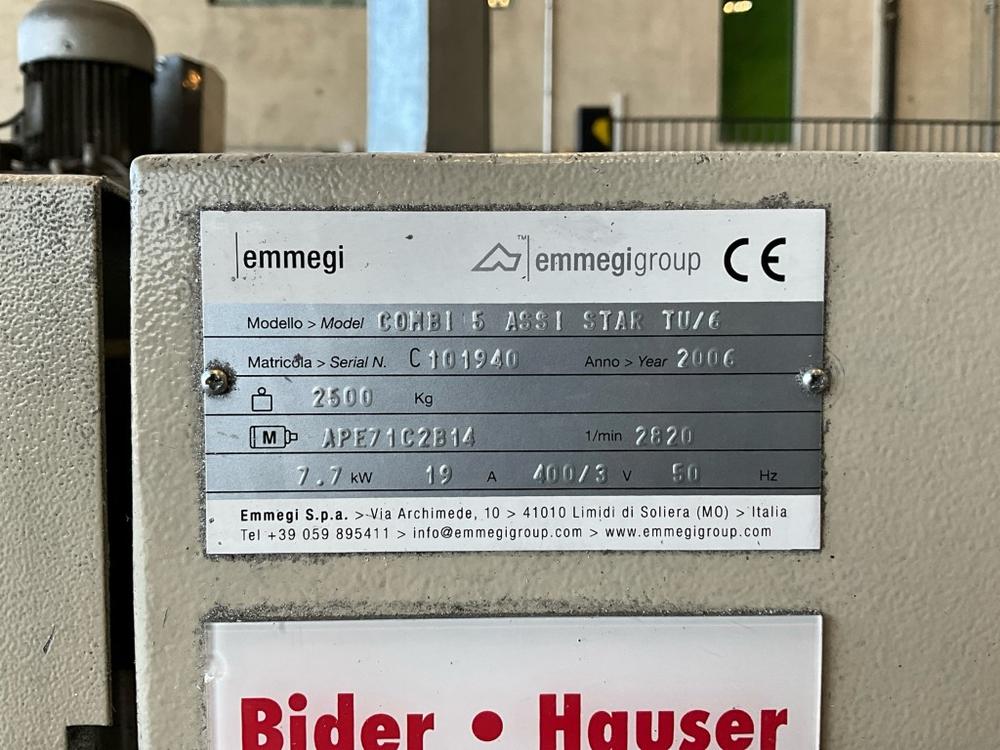 emmegi
™ emmegigroup CE
Modello > Model COMBI 5 ASSI STAR TU/6
Matricola > Serial N. C101940 Anno > Year 2006
2500 Kg
M APE71C2B14 1/min 2820
7.7 kW 19 A 400/3 V 50 Hz
Emmegi S.p.a. > Via Archimede, 10 > 41010 Limidi di Soliera (MO) > Italia
Tel +39 059 895411 > info@emmegigroup.com > www.emmegigroup.com
Bider • Hauser